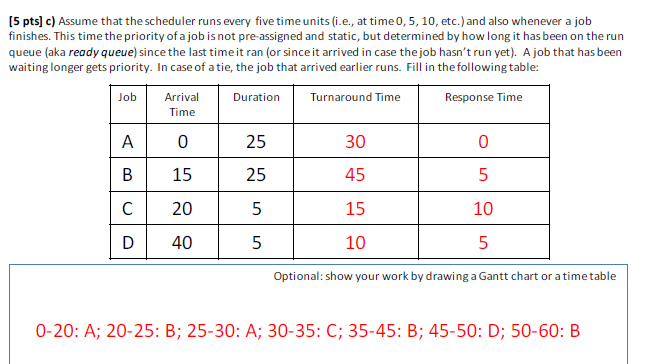 [5 pts] c) Assume that the scheduler runs every five time units (i.e., at time 0, 5, 10, etc.) and also whenever a job
finishes. This time the priority of a job is not pre-assigned and static, but determined by how long it has been on the run
queue (aka ready queue) since the last time it ran (or since it arrived in case the job hasn't run yet). A job that has been
waiting longer gets priority. In case of a tie, the job that arrived earlier runs. Fill in the following table:
Job Arrival Time Duration Turnaround Time Response Time
A 0 25 30 0
B 15 25 45 5
C 20 5 15 10
D 40 5 10 5
Optional: show your work by drawing a Gantt chart or a time table
0-20: A; 20-25: B; 25-30: A; 30-35: C; 35-45: B; 45-50: D; 50-60: B